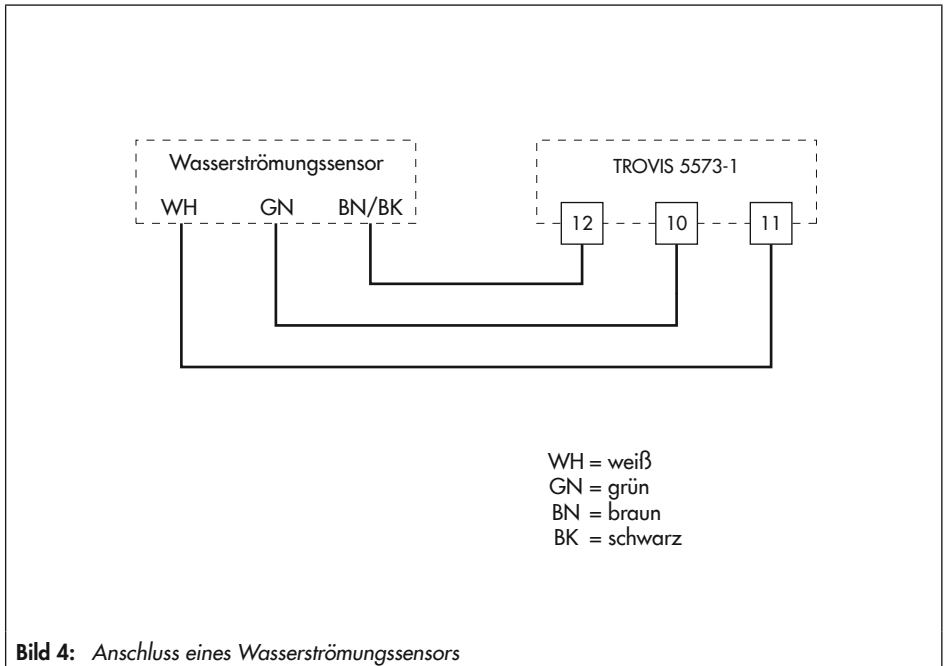 Wasserströmungssensor
WH GN BN/BK
TROVIS 5573-1
12 10 11
WH = weiß
GN = grün
BN = braun
BK = schwarz
Bild 4: Anschluss eines Wasserströmungssensors